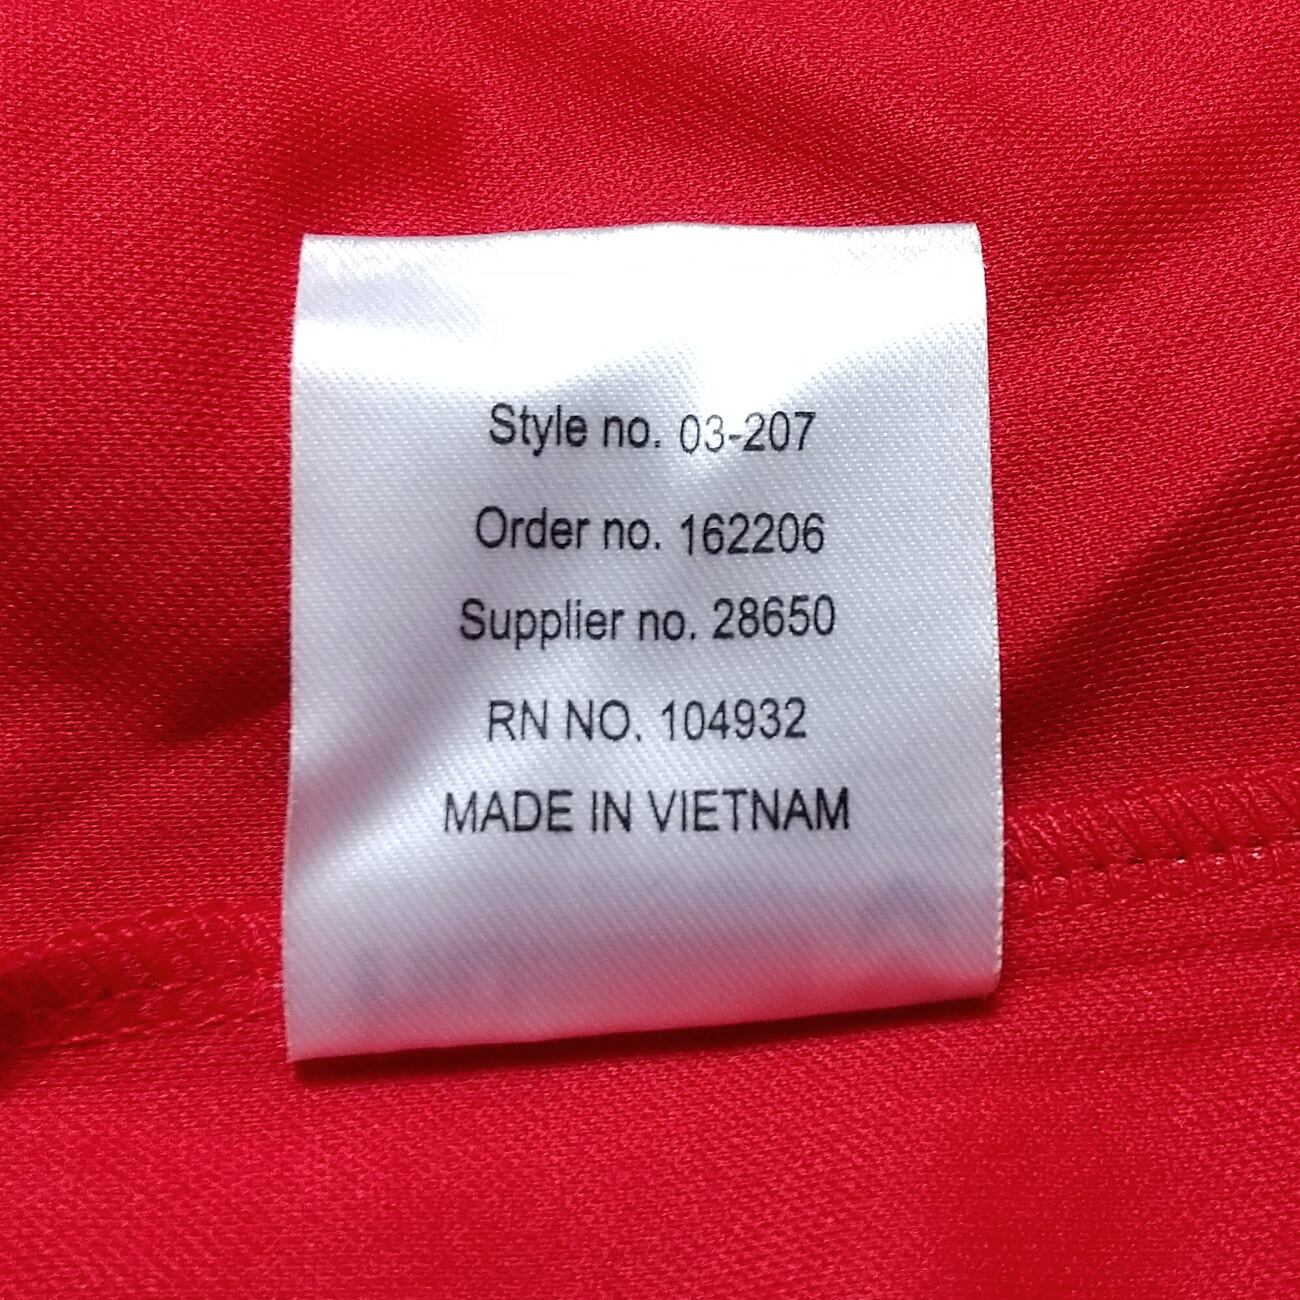 Style no. 03-207
Order no. 162206
Supplier no. 28650
RN NO. 104932
MADE IN VIETNAM